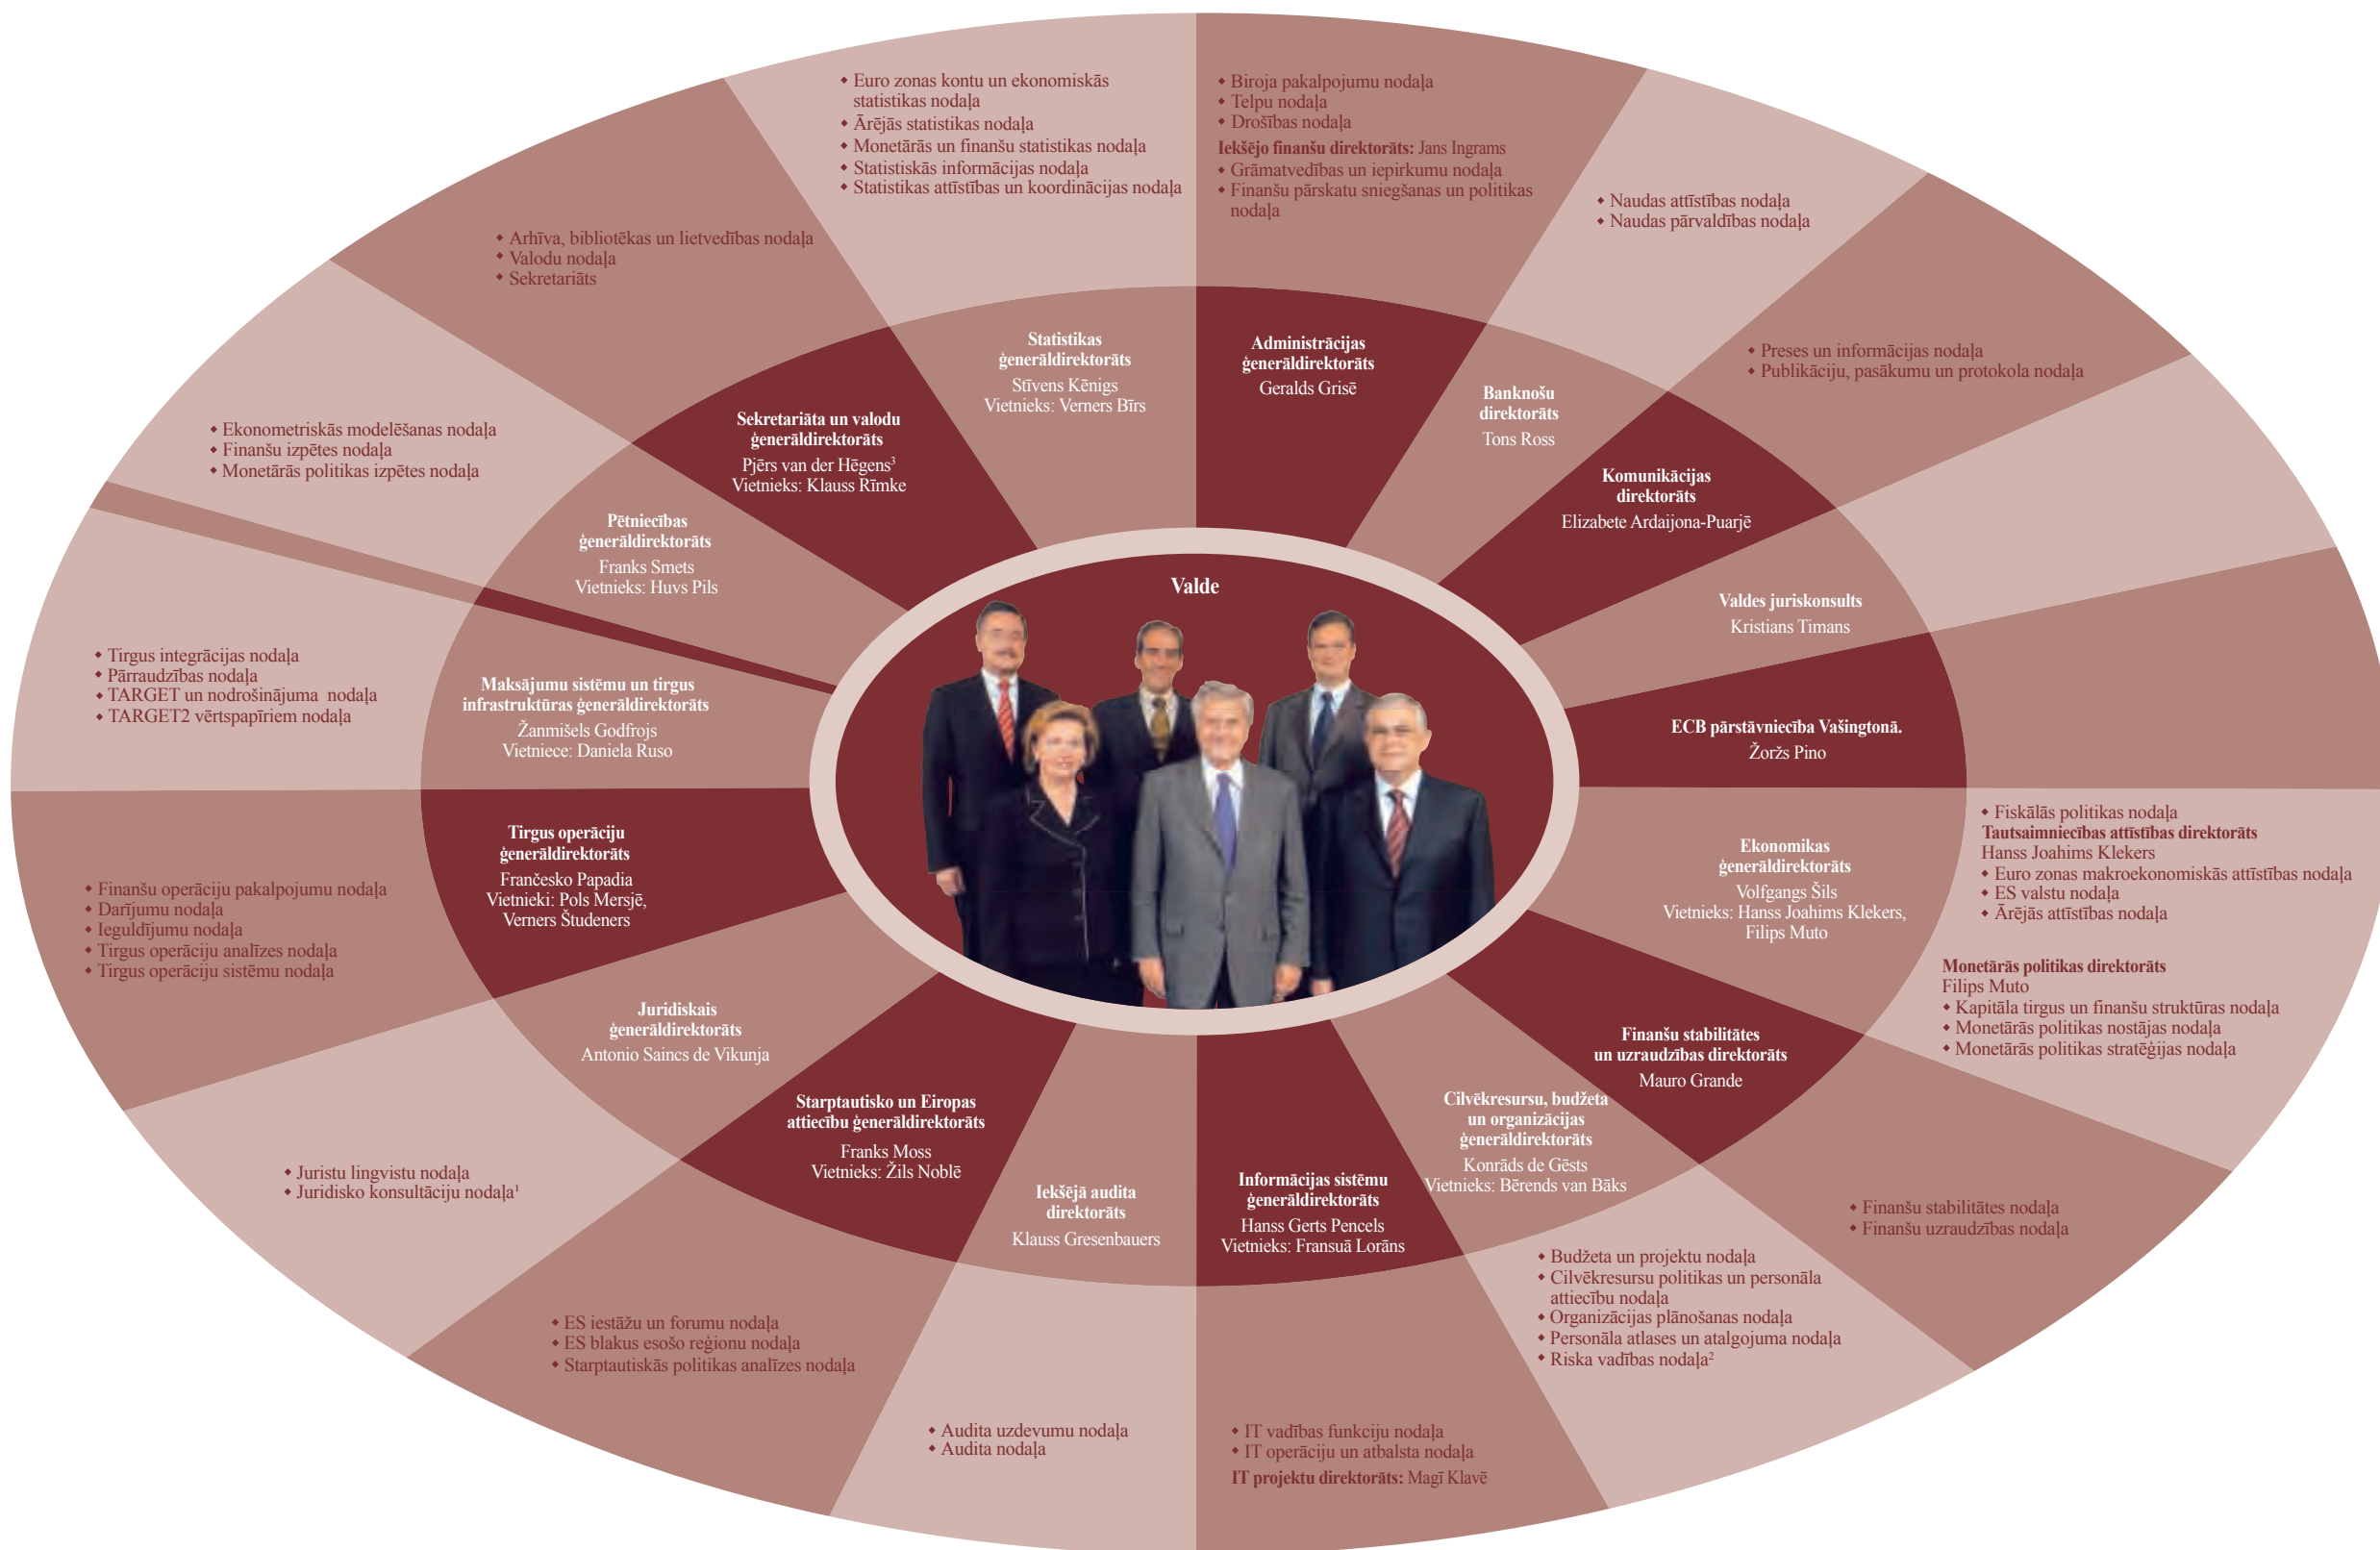 Valde
Administrācijas
ģenerāldirektorāts
Geralds Grisē
◆ Biroja pakalpojumu nodaļa
◆ Telpu nodaļa
◆ Drošības nodaļa
Iekšējo finanšu direktorāts: Jans Ingrams
◆ Grāmatvedības un iepirkumu nodaļa
◆ Finanšu pārskatu sniegšanas un politikas
nodaļa
Banknošu
direktorāts
Tons Ross
◆ Naudas attīstības nodaļa
◆ Naudas pārvaldības nodaļa
Komunikācijas
direktorāts
Elizabete Ardaijona-Puarjē
◆ Preses un informācijas nodaļa
◆ Publikāciju, pasākumu un protokola nodaļa
Valdes juriskonsults
Kristians Timans
ECB pārstāvniecība Vašingtonā.
Žoržs Pino
Ekonomikas
ģenerāldirektorāts
Volfgangs Šils
Vietnieks: Hanss Joahims Klekers,
Filips Muto
◆ Fiskālās politikas nodaļa
Tautsaimniecības attīstības direktorāts
Hanss Joahims Klekers
◆ Euro zonas makroekonomiskās attīstības nodaļa
◆ ES valstu nodaļa
◆ Ārējās attīstības nodaļa
Monetārās politikas direktorāts
Filips Muto
◆ Kapitāla tirgus un finanšu struktūras nodaļa
◆ Monetārās politikas nostājas nodaļa
◆ Monetārās politikas stratēģijas nodaļa
Finanšu stabilitātes
un uzraudzības direktorāts
Mauro Grande
◆ Finanšu stabilitātes nodaļa
◆ Finanšu uzraudzības nodaļa
Cilvēkresursu, budžeta
un organizācijas
ģenerāldirektorāts
Konrāds de Gēsts
Vietnieks: Bērends van Bāks
◆ Budžeta un projektu nodaļa
◆ Cilvēkresursu politikas un personāla
attiecību nodaļa
◆ Organizācijas plānošanas nodaļa
◆ Personāla atlases un atalgojuma nodaļa
◆ Riska vadības nodaļa²
Informācijas sistēmu
ģenerāldirektorāts
Hanss Gerts Pencels
Vietnieks: Fransuā Lorāns
◆ IT vadības funkciju nodaļa
◆ IT operāciju un atbalsta nodaļa
IT projektu direktorāts: Magī Klavē
Iekšējā audita
direktorāts
Klauss Gresenbauers
◆ Audita uzdevumu nodaļa
◆ Audita nodaļa
Starptautisko un Eiropas
attiecību ģenerāldirektorāts
Franks Moss
Vietnieks: Žils Noblē
◆ ES iestāžu un forumu nodaļa
◆ ES blakus esošo reģionu nodaļa
◆ Starptautiskās politikas analīzes nodaļa
Juridiskais
ģenerāldirektorāts
Antonio Saincs de Vikunja
◆ Juristu lingvistu nodaļa
◆ Juridisko konsultāciju nodaļa¹
Tirgus operāciju
ģenerāldirektorāts
Frančesko Papadia
Vietnieki: Pols Mersjē,
Verners Študeners
◆ Finanšu operāciju pakalpojumu nodaļa
◆ Darījumu nodaļa
◆ Ieguldījumu nodaļa
◆ Tirgus operāciju analīzes nodaļa
◆ Tirgus operāciju sistēmu nodaļa
Maksājumu sistēmu un tirgus
infrastruktūras ģenerāldirektorāts
Žanmišels Godfrojs
Vietniece: Daniela Ruso
◆ Tirgus integrācijas nodaļa
◆ Pārraudzības nodaļa
◆ TARGET un nodrošinājuma nodaļa
◆ TARGET2 vērtspapīriem nodaļa
Pētniecības
ģenerāldirektorāts
Franks Smets
Vietnieks: Huvs Pils
◆ Ekonometriskās modelēšanas nodaļa
◆ Finanšu izpētes nodaļa
◆ Monetārās politikas izpētes nodaļa
Sekretariāta un valodu
ģenerāldirektorāts
Pjērs van der Hēgens³
Vietnieks: Klauss Rīmke
◆ Arhīva, bibliotēkas un lietvedības nodaļa
◆ Valodu nodaļa
◆ Sekretariāts
Statistikas
ģenerāldirektorāts
Stīvens Kēnigs
Vietnieks: Verners Bīrs
◆ Euro zonas kontu un ekonomiskās
statistikas nodaļa
◆ Ārējās statistikas nodaļa
◆ Monetārās un finanšu statistikas nodaļa
◆ Statistiskās informācijas nodaļa
◆ Statistikas attīstības un koordinācijas nodaļa